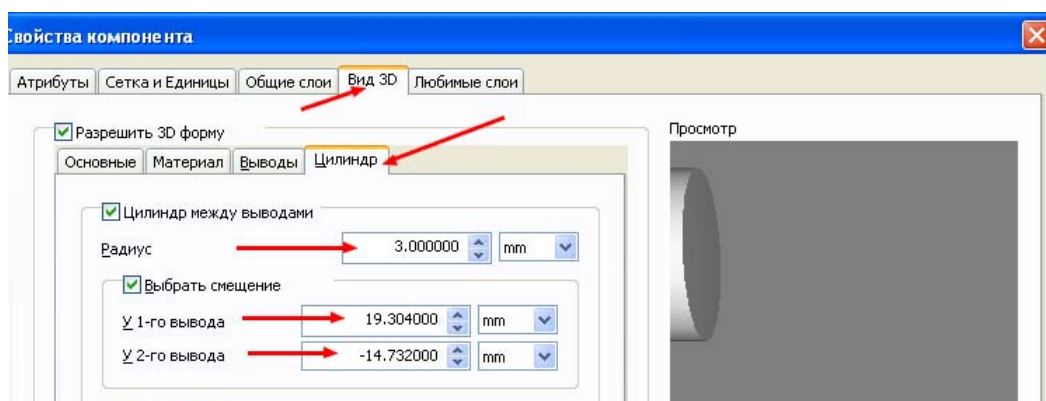 Свойства компонента
Атрибуты Сетка и Единицы Общие слои Вид 3D Любимые слои
Разрешить 3D форму
Просмотр
Основные Материал Выводы Цилиндр
Цилиндр между выводами
Радиус 3.000000 mm
Выбрать смещение
У 1-го вывода 19.304000 mm
У 2-го вывода -14.732000 mm